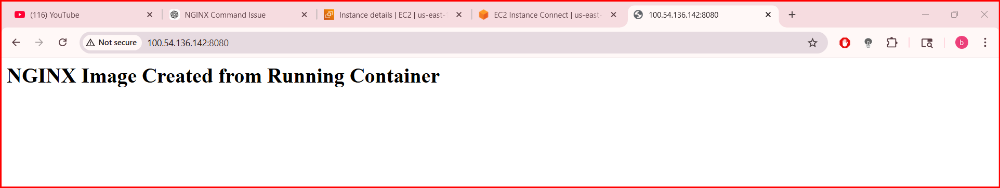 (116) YouTube
NGINX Command Issue
Instance details | EC2 | us-east-
EC2 Instance Connect | us-east-
100.54.136.142:8080
Not secure
100.54.136.142:8080
b
NGINX Image Created from Running Container